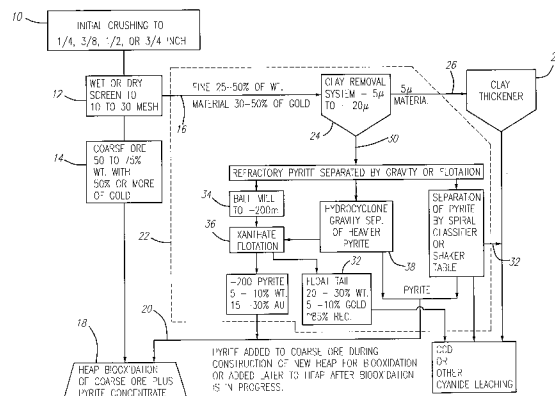 10
INITIAL CRUSHING TO
1/4, 3/8, 1/2, OR 3/4 INCH
12
WET OR DRY
SCREEN TO
10 TO 30 MESH
16
FINE 25-50% OF WT.
MATERIAL 30-50% OF GOLD
CLAY REMOVAL
SYSTEM - 5µ
TO - 20µ
24
5µ
26
CLAY
THICKENER
14
COARSE ORE
50 TO 75%
WT. WITH
50% OR MORE
OF GOLD
30
REFRACTORY PYRITE SEPARATED BY GRAVITY OR FLOTATION
34
BALL MILL
TO -200m
36
XANTHATE
FLOTATION
HYDROCYCLONE
GRAVITY SEP.
OF HEAVIER
PYRITE
38
SEPARATION
OF PYRITE
BY SPIRAL
CLASSIFIER
OR
SHAKER
TABLE
32
22
32
-200 PYRITE
5 - 10% WT.
15 -30% AU
FLOAT TAIL
20 - 30% WT.
5 -10% GOLD
~85% REC.
PYRITE
20
18
HEAP BIOOXIDATION
OF COARSE ORE PLUS
PYRITE CONCENTRATE
PYRITE ADDED TO COARSE ORE DURING
CONSTRUCTION OF NEW HEAP FOR BIOOXIDATION
OR ADDED LATER TO HEAP AFTER BIOOXIDATION
IS IN PROGRESS.
OR
OTHER
CYANIDE LEACHING